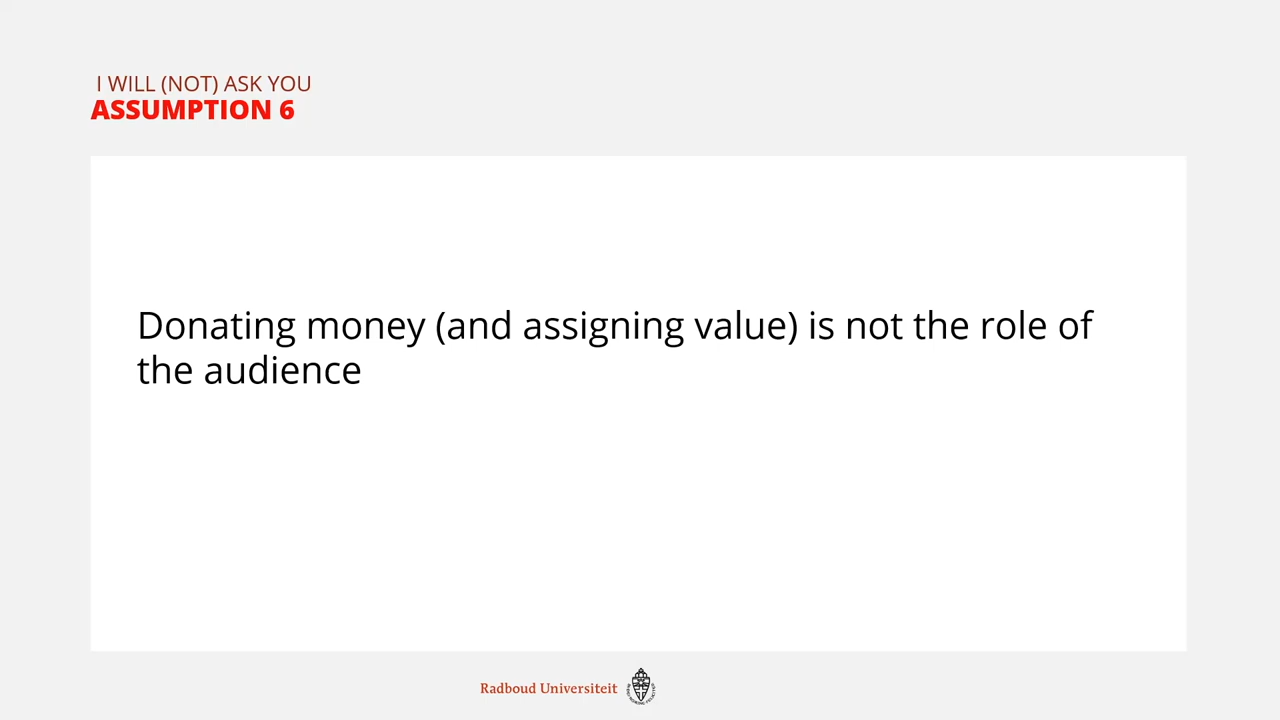 I WILL (NOT) ASK YOU
ASSUMPTION 6
Donating money (and assigning value) is not the role of
the audience
Radboud Universiteit